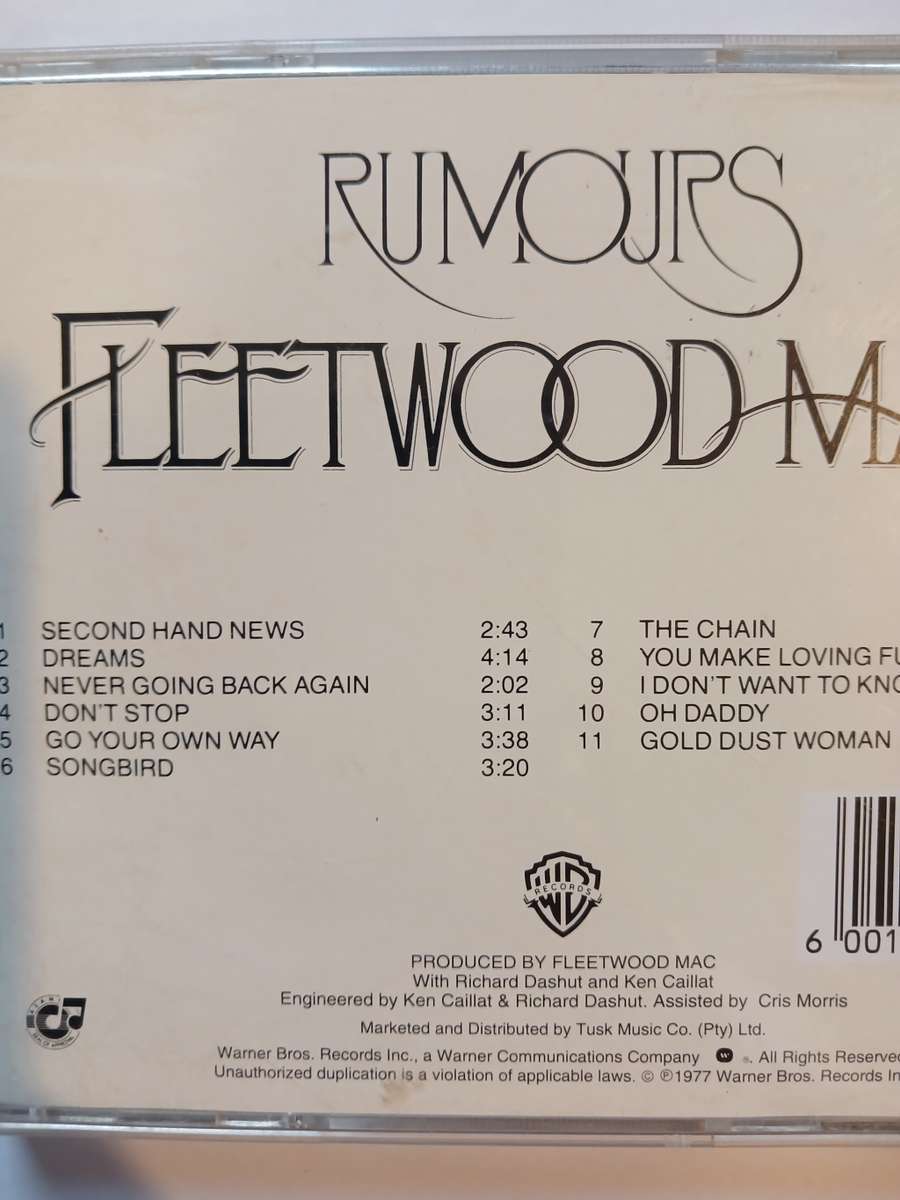 RUMOURS
FLEETWOOD MA
1 SECOND HAND NEWS 2:43
2 DREAMS 4:14
3 NEVER GOING BACK AGAIN 2:02
4 DON'T STOP 3:11
5 GO YOUR OWN WAY 3:38
6 SONGBIRD 3:20
7 THE CHAIN
8 YOU MAKE LOVING FU
9 I DON'T WANT TO KNO
10 OH DADDY
11 GOLD DUST WOMAN
RECORDS
6 001
PRODUCED BY FLEETWOOD MAC
With Richard Dashut and Ken Caillat
Engineered by Ken Caillat & Richard Dashut. Assisted by Cris Morris
Marketed and Distributed by Tusk Music Co. (Pty) Ltd.
Warner Bros. Records Inc., a Warner Communications Company ®. All Rights Reserve
Unauthorized duplication is a violation of applicable laws. © ℗1977 Warner Bros. Records In